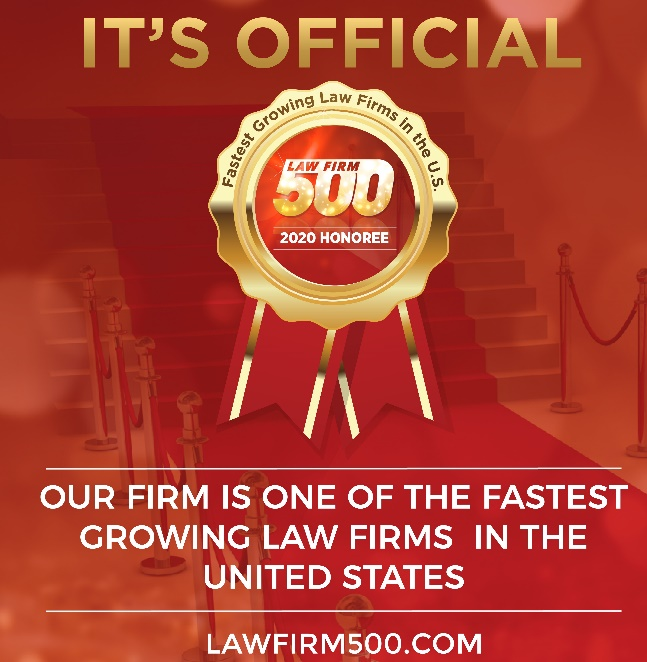 IT'S OFFICIAL
Fastest Growing Law Firms in the U.S.
LAW FIRM
500
2020 HONOREE
OUR FIRM IS ONE OF THE FASTEST
GROWING LAW FIRMS IN THE
UNITED STATES
LAWFIRM500.COM